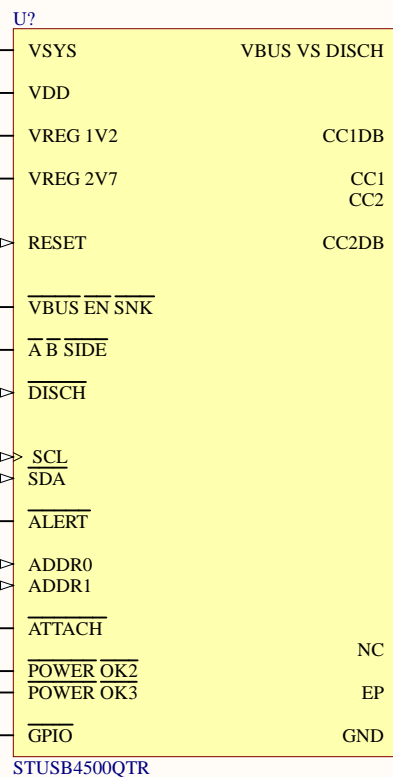 U?
VSYS VBUS VS DISCH
VDD
VREG 1V2 CC1DB
VREG 2V7 CC1
CC2
RESET CC2DB
VBUS EN SNK
A B SIDE
DISCH
SCL
SDA
ALERT
ADDR0
ADDR1
ATTACH
NC
POWER OK2
POWER OK3 EP
GPIO GND
STUSB4500QTR